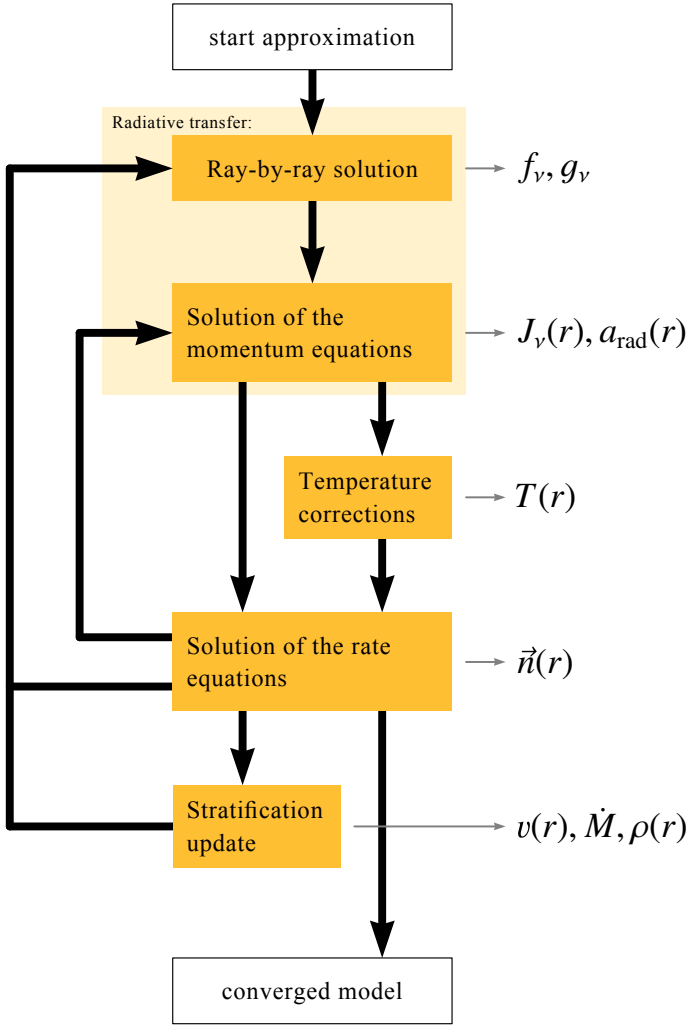 start approximation
Radiative transfer:
Ray-by-ray solution
f_ν, g_ν
Solution of the
momentum equations
J_ν(r), a_rad(r)
Temperature
corrections
T(r)
Solution of the rate
equations
n⃗(r)
Stratification
update
v(r), Ṁ, ρ(r)
converged model